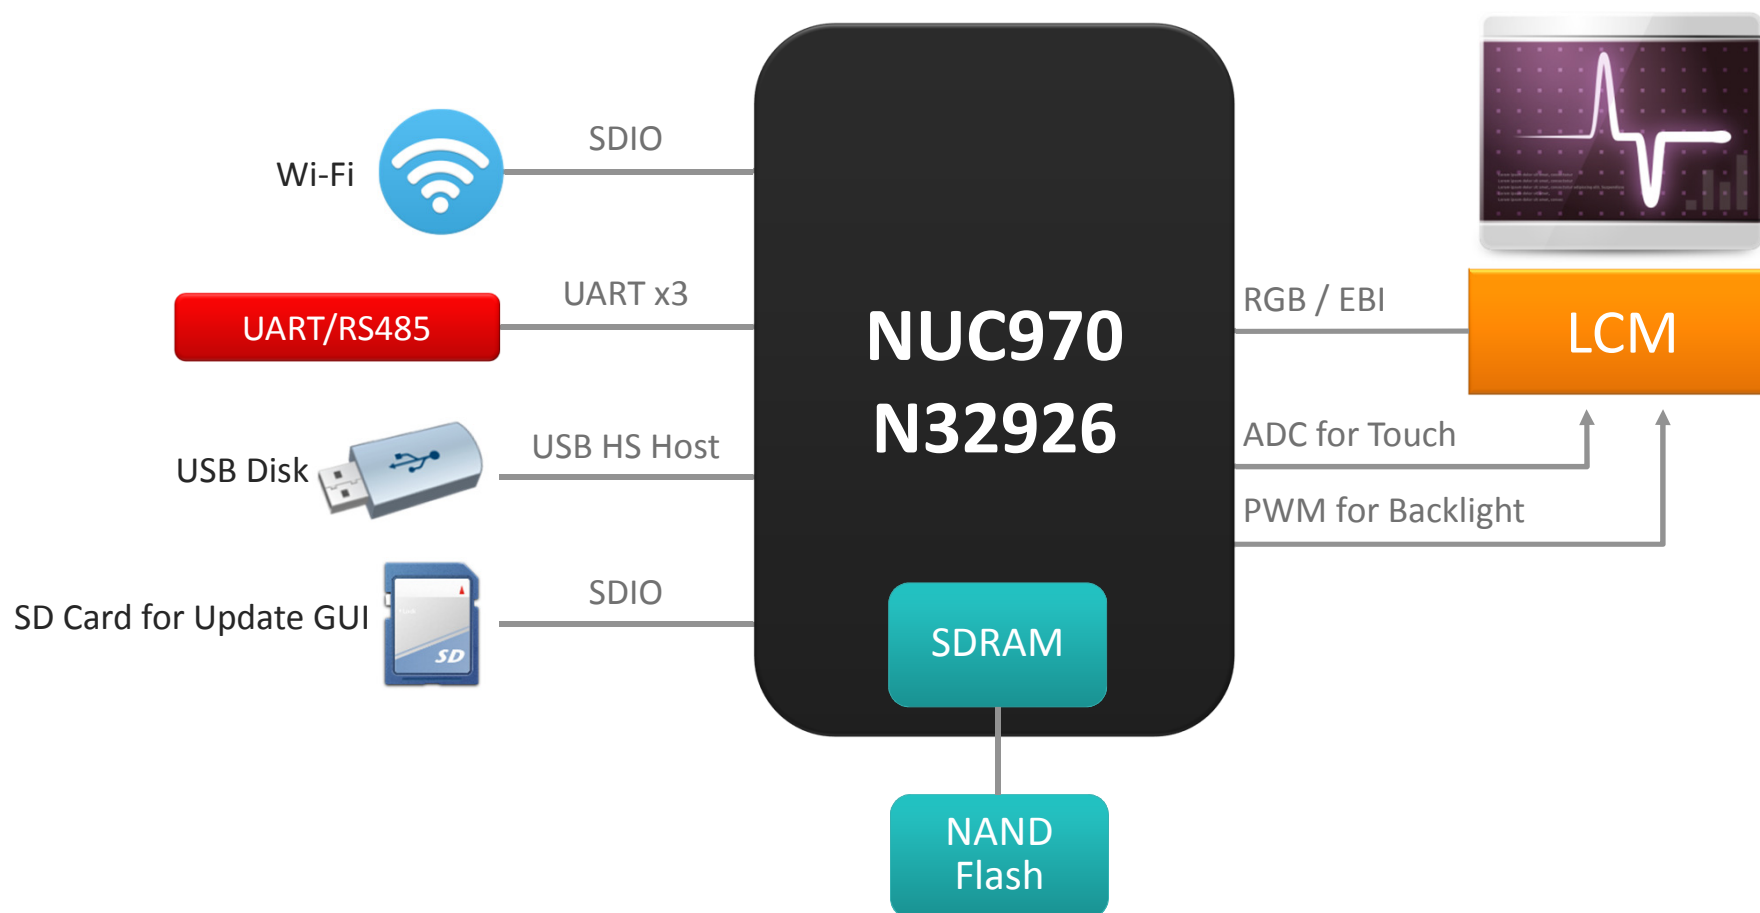 Wi-Fi
SDIO
UART/RS485
UART x3
USB Disk
USB HS Host
SD Card for Update GUI
SD
SDIO
NUC970
N32926
SDRAM
NAND
Flash
RGB / EBI
LCM
ADC for Touch
PWM for Backlight